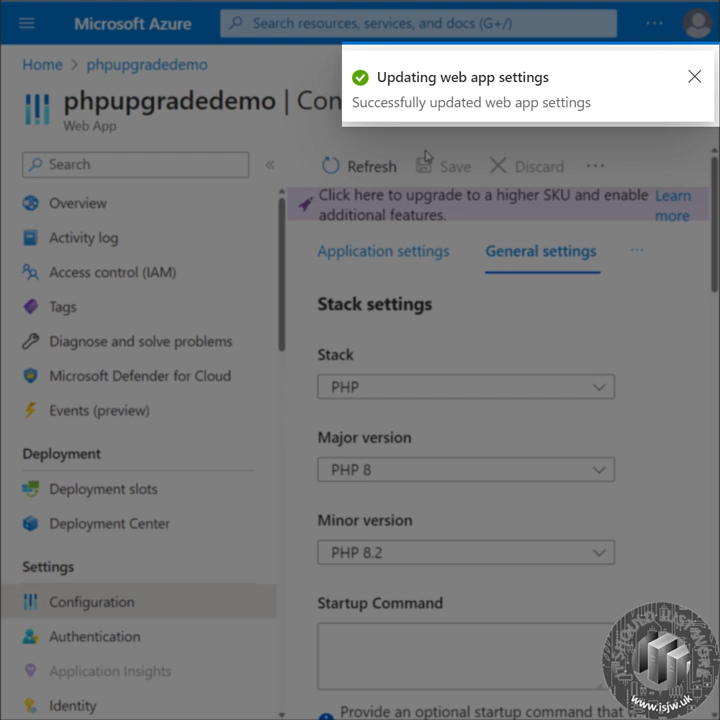 Microsoft Azure
Search resources, services, and docs (G+/)
Home > phpupgradedemo
Updating web app settings
Successfully updated web app settings
phpupgradedemo | Con
Web App
Search
Refresh
Save
Discard
Click here to upgrade to a higher SKU and enable
additional features.
Learn
more
Overview
Activity log
Access control (IAM)
Tags
Diagnose and solve problems
Microsoft Defender for Cloud
Events (preview)
Deployment
Deployment slots
Deployment Center
Settings
Configuration
Authentication
Application Insights
Identity
Application settings
General settings
Stack settings
Stack
PHP
Major version
PHP 8
Minor version
PHP 8.2
Startup Command
Provide an optional startup command that w
www.isjw.uk